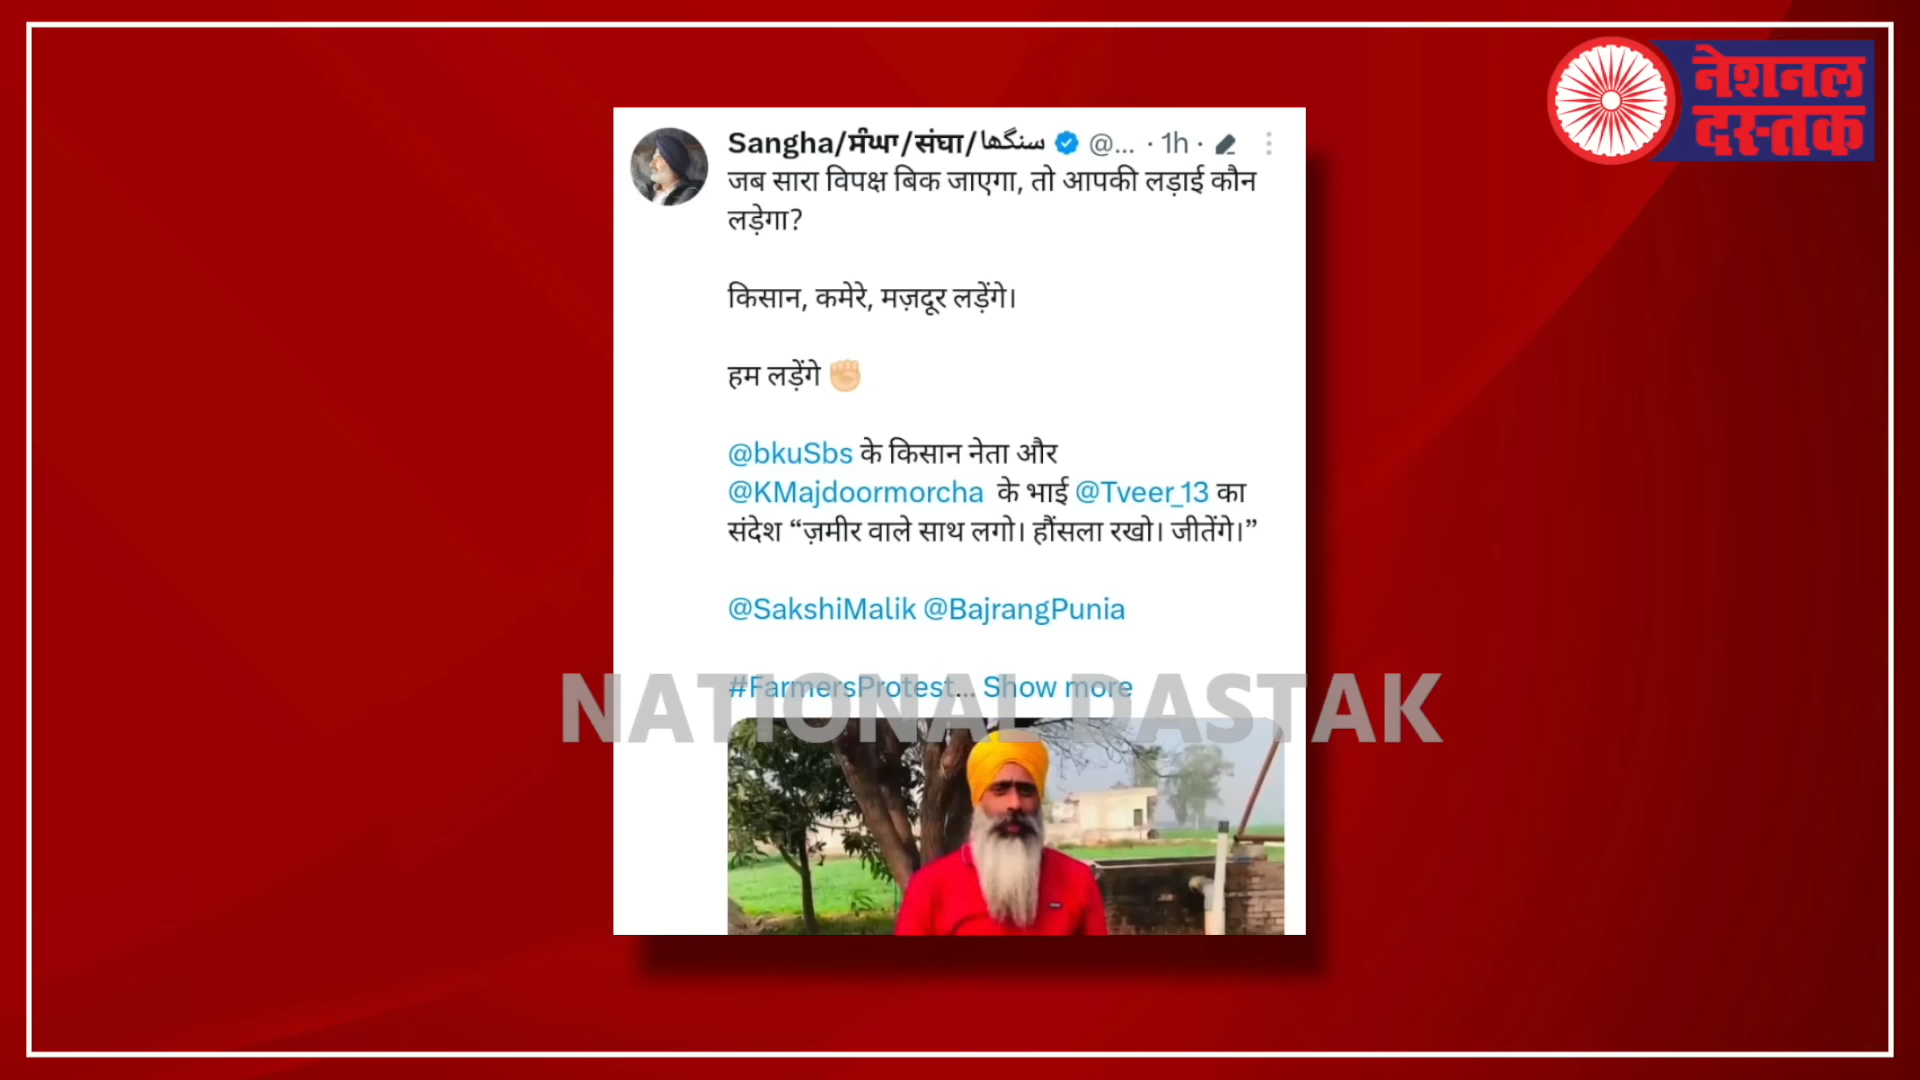 नेशनल
दस्तक
Sangha/ਸੰਘਾ/संघा/سنگھا @... · 1h ·
जब सारा विपक्ष बिक जाएगा, तो आपकी लड़ाई कौन
लड़ेगा?
किसान, कमेरे, मज़दूर लड़ेंगे।
हम लड़ेंगे ✊🏼
@bkuSbs के किसान नेता और
@KMajdoormorcha के भाई @Tveer_13 का
संदेश “ज़मीर वाले साथ लगो। हौंसला रखो। जीतेंगे।”
@SakshiMalik @BajrangPunia
#FarmersProtest... Show more
NATIONAL DASTAK